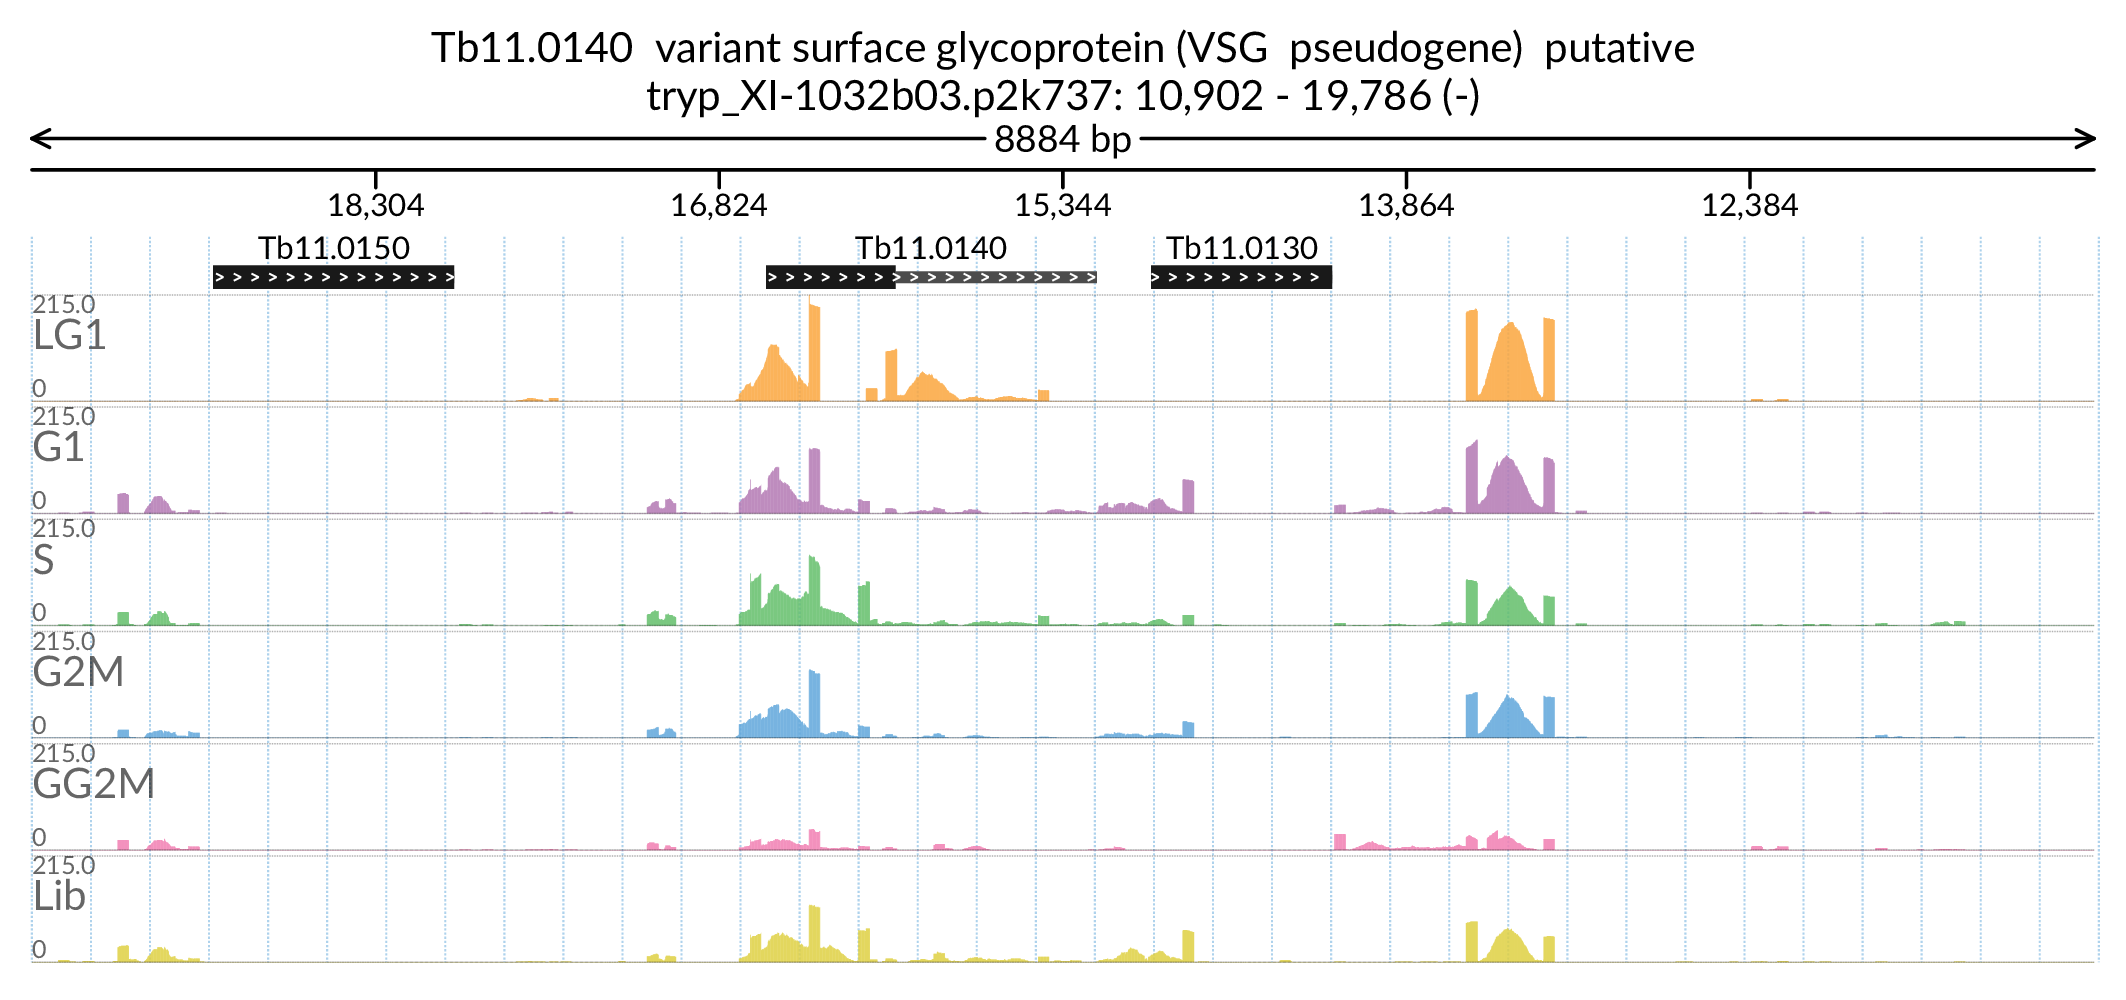 Tb11.0140 variant surface glycoprotein (VSG pseudogene) putative
tryp_XI-1032b03.p2k737: 10,902 - 19,786 (-)
8884 bp
18,304 16,824 15,344 13,864 12,384
Tb11.0150 Tb11.0140 Tb11.0130
215.0
LG1
0
215.0
G1
0
215.0
S
0
215.0
G2M
0
215.0
GG2M
0
215.0
Lib
0